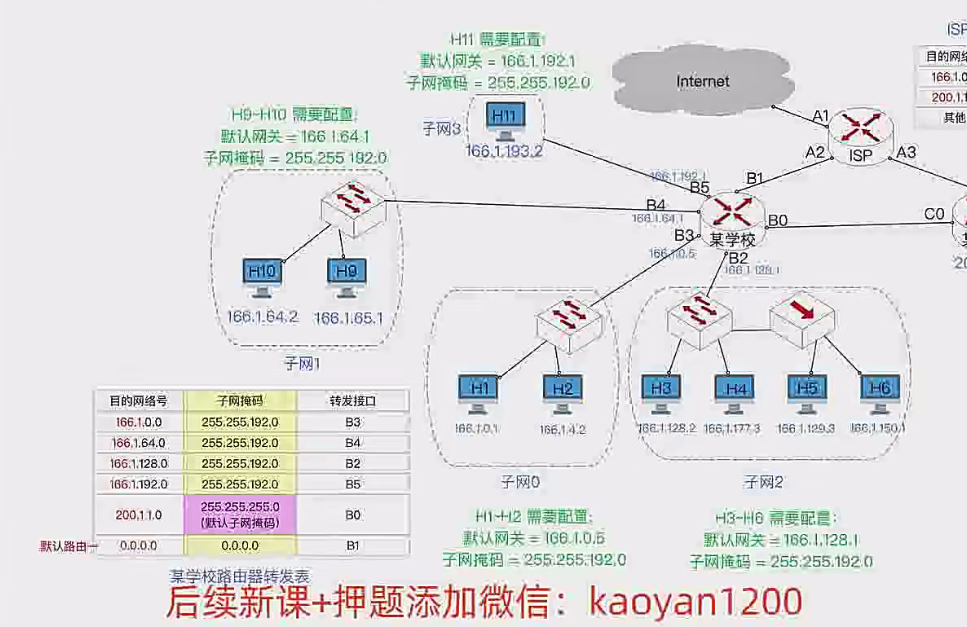 H11 需要配置:
默认网关 = 166.1.192.1
子网掩码 = 255.255.192.0
H11
子网3
166.1.193.2
Internet
ISP
目的网络
166.1.0
200.1.1
其他
A1
ISP
A2
A3
H9~H10 需要配置:
默认网关 = 166.1.64.1
子网掩码 = 255.255.192.0
B1
166.1.192.1
B5
B4
166.1.64.1
B0
C0
B3
某学校
B2
166.1.128.1
H10
H9
166.1.64.2
166.1.65.1
子网1
H1
H2
166.1.0.1
166.1.4.2
子网0
H3
H4
H5
H6
166.1.128.2
166.1.177.3
166.1.129.3
166.1.150.1
子网2
目的网络号 子网掩码 转发接口
166.1.0.0 255.255.192.0 B3
166.1.64.0 255.255.192.0 B4
166.1.128.0 255.255.192.0 B2
166.1.192.0 255.255.192.0 B5
200.1.1.0 255.255.255.0 B0
(默认子网掩码)
默认路由 0.0.0.0 0.0.0.0 B1
某学校路由器转发表
H1~H2 需要配置:
默认网关 = 166.1.0.5
子网掩码 = 255.255.192.0
H3~H6 需要配置:
默认网关 = 166.1.128.1
子网掩码 = 255.255.192.0
后续新课+押题添加微信：kaoyan1200